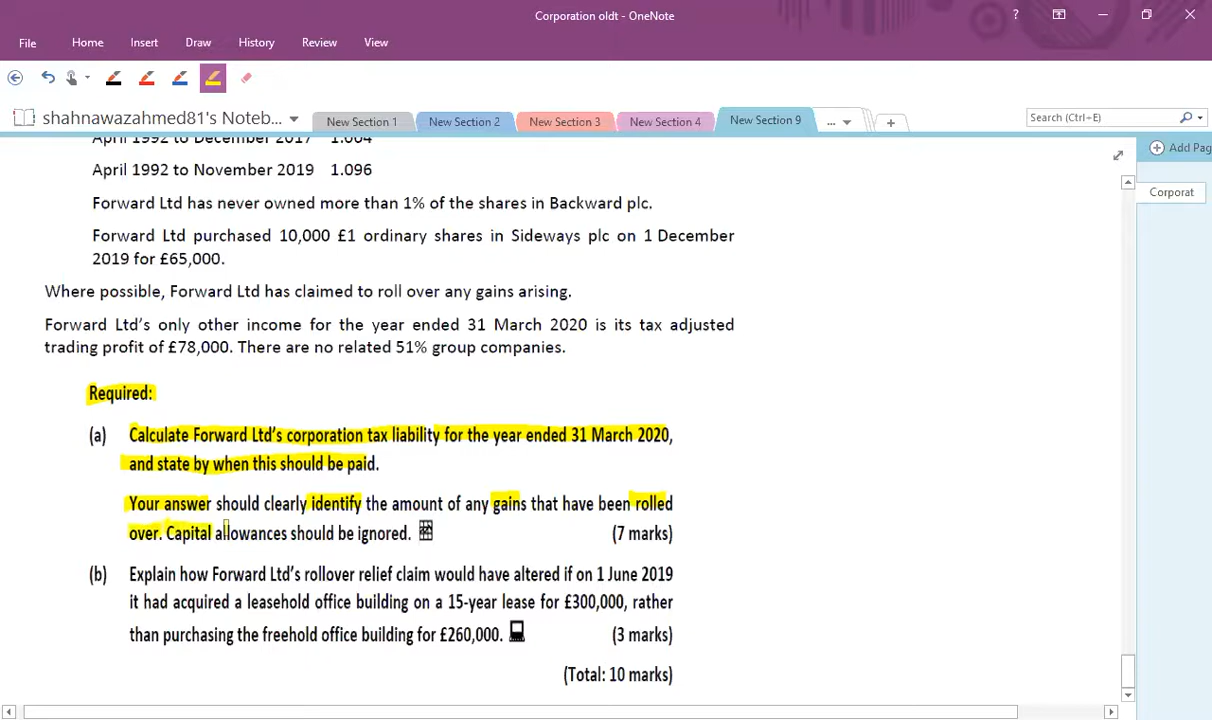 Corporation oldt - OneNote
File Home Insert Draw History Review View
shahnawazahmed81's Noteb... New Section 1 New Section 2 New Section 3 New Section 4 New Section 9 ... Search (Ctrl+E)
Add Pag
Corporat
April 1992 to December 2017 1.064
April 1992 to November 2019 1.096
Forward Ltd has never owned more than 1% of the shares in Backward plc.
Forward Ltd purchased 10,000 £1 ordinary shares in Sideways plc on 1 December
2019 for £65,000.
Where possible, Forward Ltd has claimed to roll over any gains arising.
Forward Ltd's only other income for the year ended 31 March 2020 is its tax adjusted
trading profit of £78,000. There are no related 51% group companies.
Required:
(a) Calculate Forward Ltd's corporation tax liability for the year ended 31 March 2020,
and state by when this should be paid.
Your answer should clearly identify the amount of any gains that have been rolled
over. Capital allowances should be ignored. (7 marks)
(b) Explain how Forward Ltd's rollover relief claim would have altered if on 1 June 2019
it had acquired a leasehold office building on a 15-year lease for £300,000, rather
than purchasing the freehold office building for £260,000. (3 marks)
(Total: 10 marks)